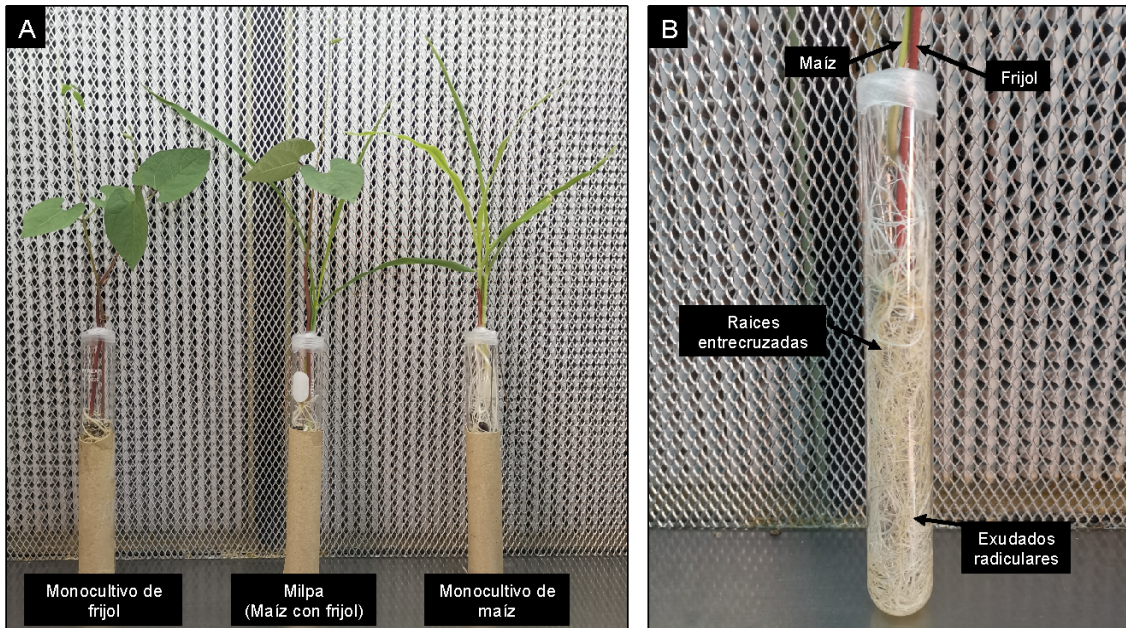 A
Monocultivo de
frijol
Milpa
(Maíz con frijol)
Monocultivo de
maíz
B
Maíz
Frijol
Raices
entrecruzadas
Exudados
radiculares